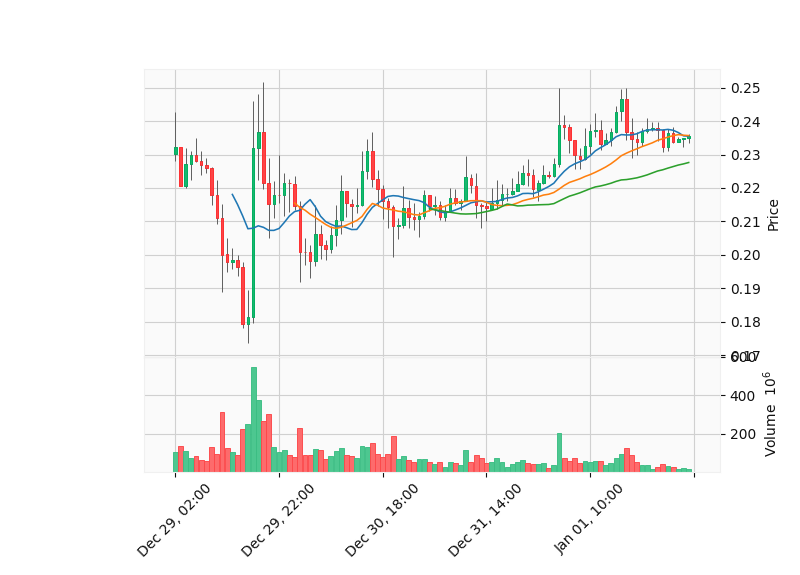 0.25
0.24
0.23
0.22
0.21
0.20
0.19
0.18
0.17
Price
600
400
200
Volume 10^6
Dec 29, 02:00
Dec 29, 22:00
Dec 30, 18:00
Dec 31, 14:00
Jan 01, 10:00